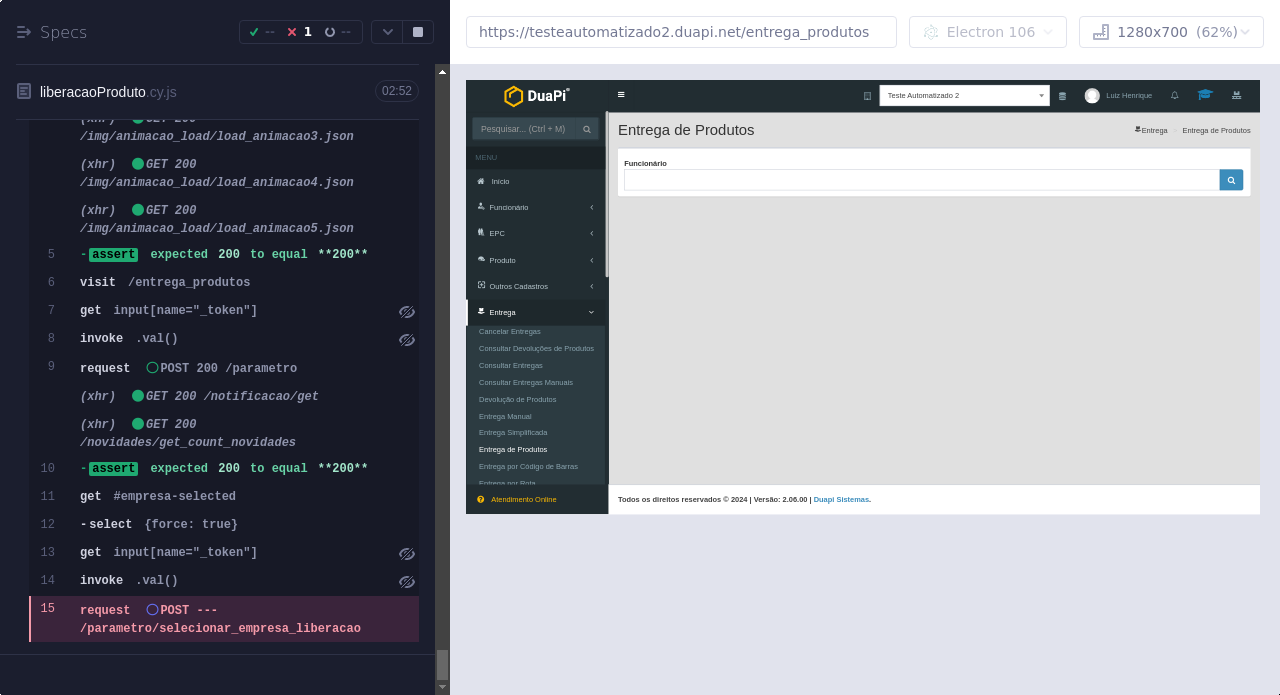 Specs
-- 1 --
liberacaoProduto.cy.js
02:52
(xhr) GET 200
/img/animacao_load/load_animacao3.json
(xhr) GET 200
/img/animacao_load/load_animacao4.json
(xhr) GET 200
/img/animacao_load/load_animacao5.json
5 -assert expected 200 to equal **200**
6 visit /entrega_produtos
7 get input[name="_token"]
8 invoke .val()
9 request POST 200 /parametro
(xhr) GET 200 /notificacao/get
(xhr) GET 200
/novidades/get_count_novidades
10 -assert expected 200 to equal **200**
11 get #empresa-selected
12 -select {force: true}
13 get input[name="_token"]
14 invoke .val()
15 request POST ---
/parametro/selecionar_empresa_liberacao
https://testeautomatizado2.duapi.net/entrega_produtos
Electron 106
1280x700 (62%)
DuaPi
Teste Automatizado 2
Luiz Henrique
Pesquisar... (Ctrl + M)
MENU
Início
Funcionário
EPC
Produto
Outros Cadastros
Entrega
Cancelar Entregas
Consultar Devoluções de Produtos
Consultar Entregas
Consultar Entregas Manuais
Devolução de Produtos
Entrega Manual
Entrega Simplificada
Entrega de Produtos
Entrega por Código de Barras
Entrega por Rota
Atendimento Online
Entrega de Produtos
Entrega
Entrega de Produtos
Funcionário
Todos os direitos reservados © 2024 | Versão: 2.06.00 | Duapi Sistemas.